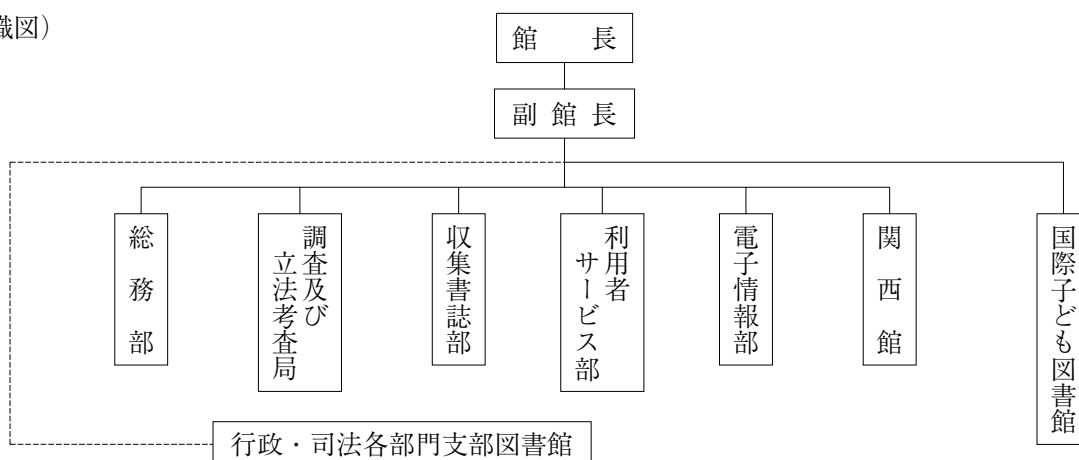 織図）
館　　長
副 館 長
総務部
調査及び
立法考査局
収集書誌部
利用者
サービス部
電子情報部
関西館
国際子ども図書館
行政・司法各部門支部図書館